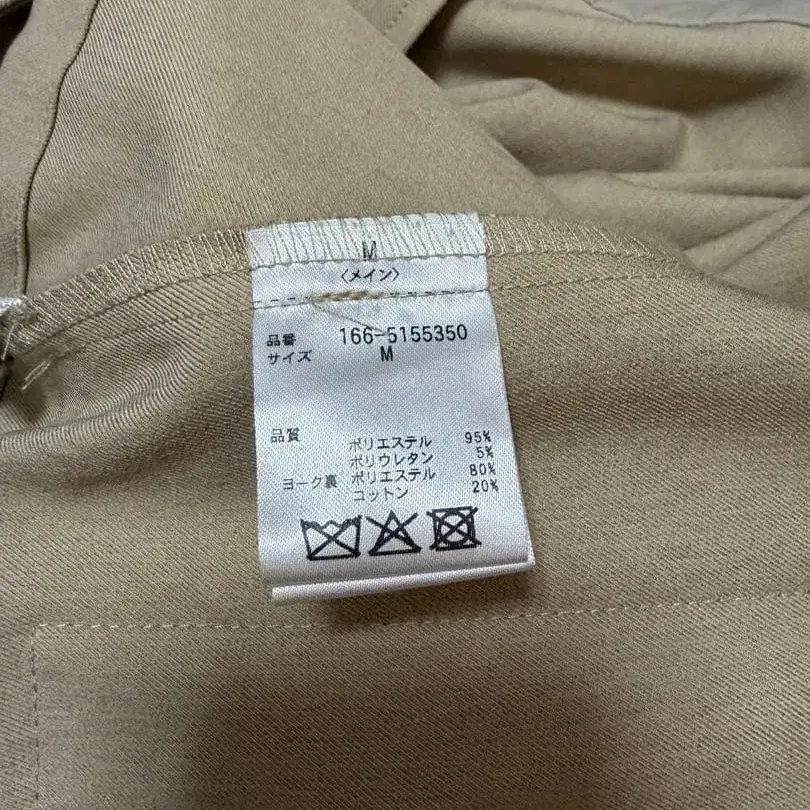 M
〈メイン〉
品番 166-5155350
サイズ M
品質 ポリエステル 95%
ポリウレタン 5%
ヨーク裏 ポリエステル 80%
コットン 20%